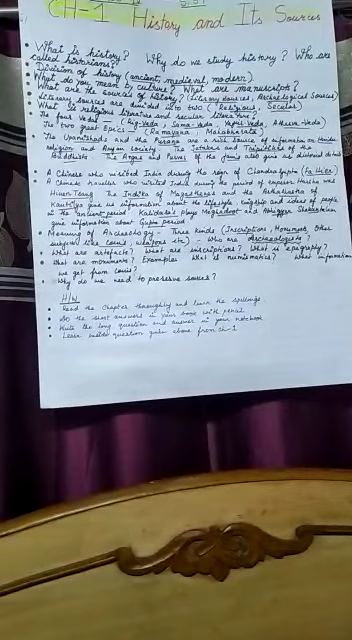 CH-1 History and Its Sources
• What is history? Why do we study history? Who are
called historians?
• Division of history (ancient, medieval, modern)
• What do you mean by culture? What are manuscripts?
• What are the sources of history? (Literary sources, Archaeological Sources)
• Literary sources are divided into two (Religious, Secular)
• What is religious literature and secular literature?
• The four Vedas - (Rig-Veda, Sama-Veda, Yajur-Veda,
• The two great Epics - (Ramayana, Mahabharata)
• The Upanishads and the Puranas are a rich source of information on Hindu
religion and Aryan society. The Jatakas and Tripitakas of the
Buddhists. The Angas and Purvas of the Jains also give us
• A Chinese who visited India during the reign of Chandragupta (Fa Hien)
• A Chinese traveller who visited India during the period of emperor Harsha was
Hiuen Tsang. The Indika of Megasthenes and the Arthashastra of
Kautilya give us information about the lifestyle, kingship and ideas of people
in the ancient period. Kalidasa's plays Meghdoot and
give information about Gupta period.
• Meaning of Archaeology - Three kinds (Inscription, Monument, Other
subjects like coins, weapons etc.) - Who are archaeologists?
• What are artefacts? What are inscriptions? What is epigraphy?
• What are monuments? Examples What is numismatics? What information
we get from coins?
• Why do we need to preserve sources?
H/W
• Read the chapter thoroughly and learn the spellings
• Do the short answers in your book with pencil
• Write the long question and answer in your notebook
• Learn from ch-1